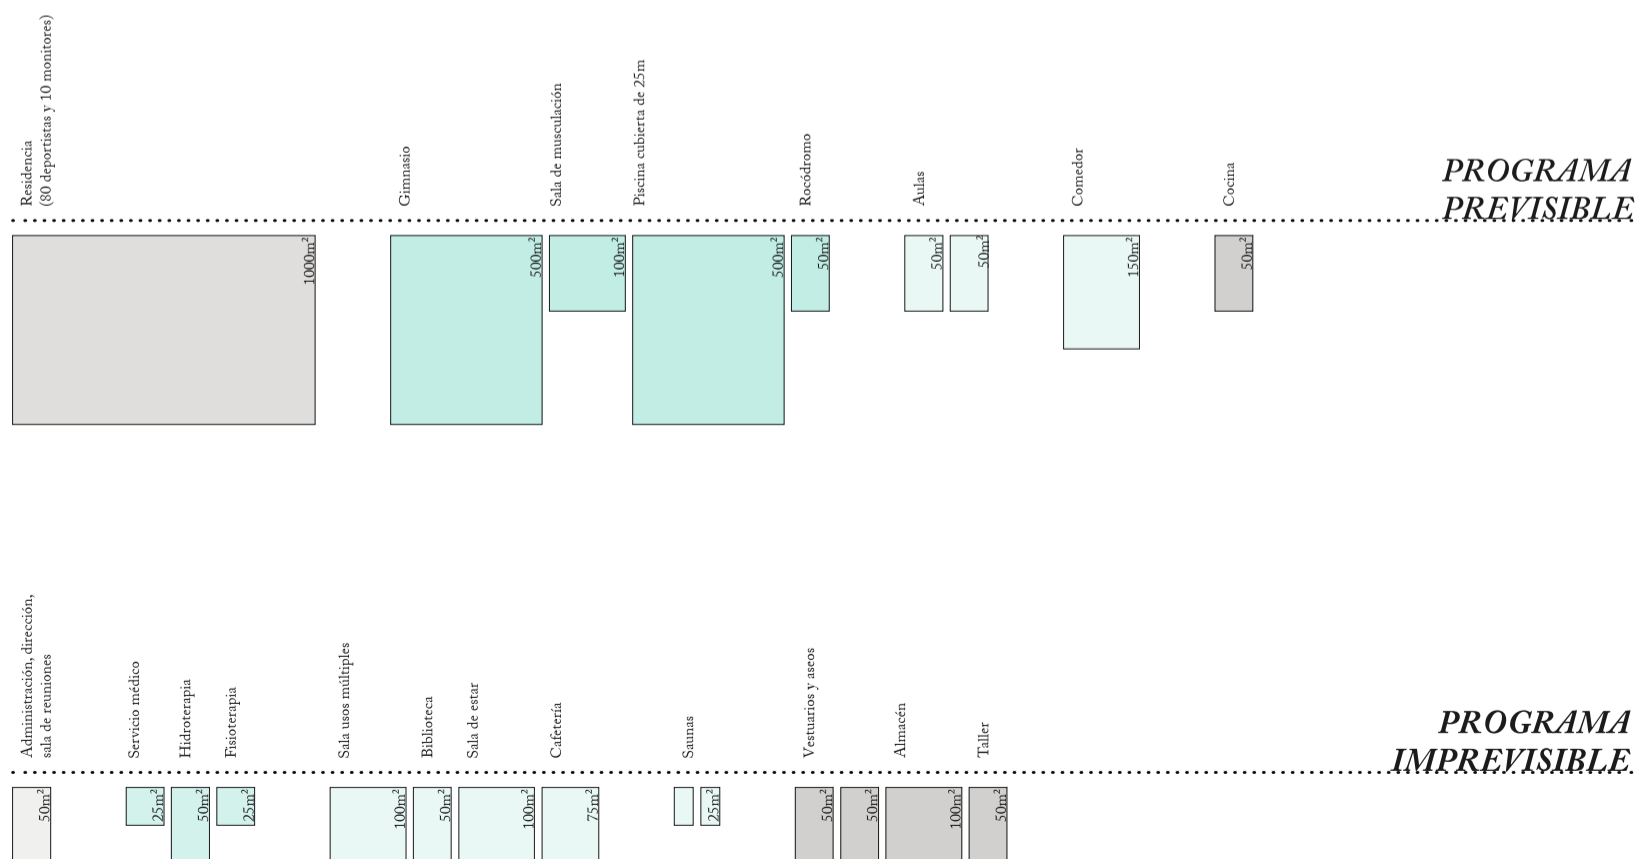 Residencia
(80 deportistas y 10 monitores)
Gimnasio
Sala de musculación
Piscina cubierta de 25m
Rocódromo
Aulas
Comedor
Cocina
PROGRAMA
PREVISIBLE
1000m²
500m²
100m²
500m²
50m²
50m²
50m²
150m²
50m²
Administración, dirección,
sala de reuniones
Servicio médico
Hidroterapia
Fisioterapia
Sala usos múltiples
Biblioteca
Sala de estar
Cafetería
Saunas
Vestuarios y aseos
Almacén
Taller
PROGRAMA
IMPREVISIBLE
50m²
25m²
50m²
25m²
100m²
50m²
100m²
75m²
25m²
50m²
50m²
100m²
50m²